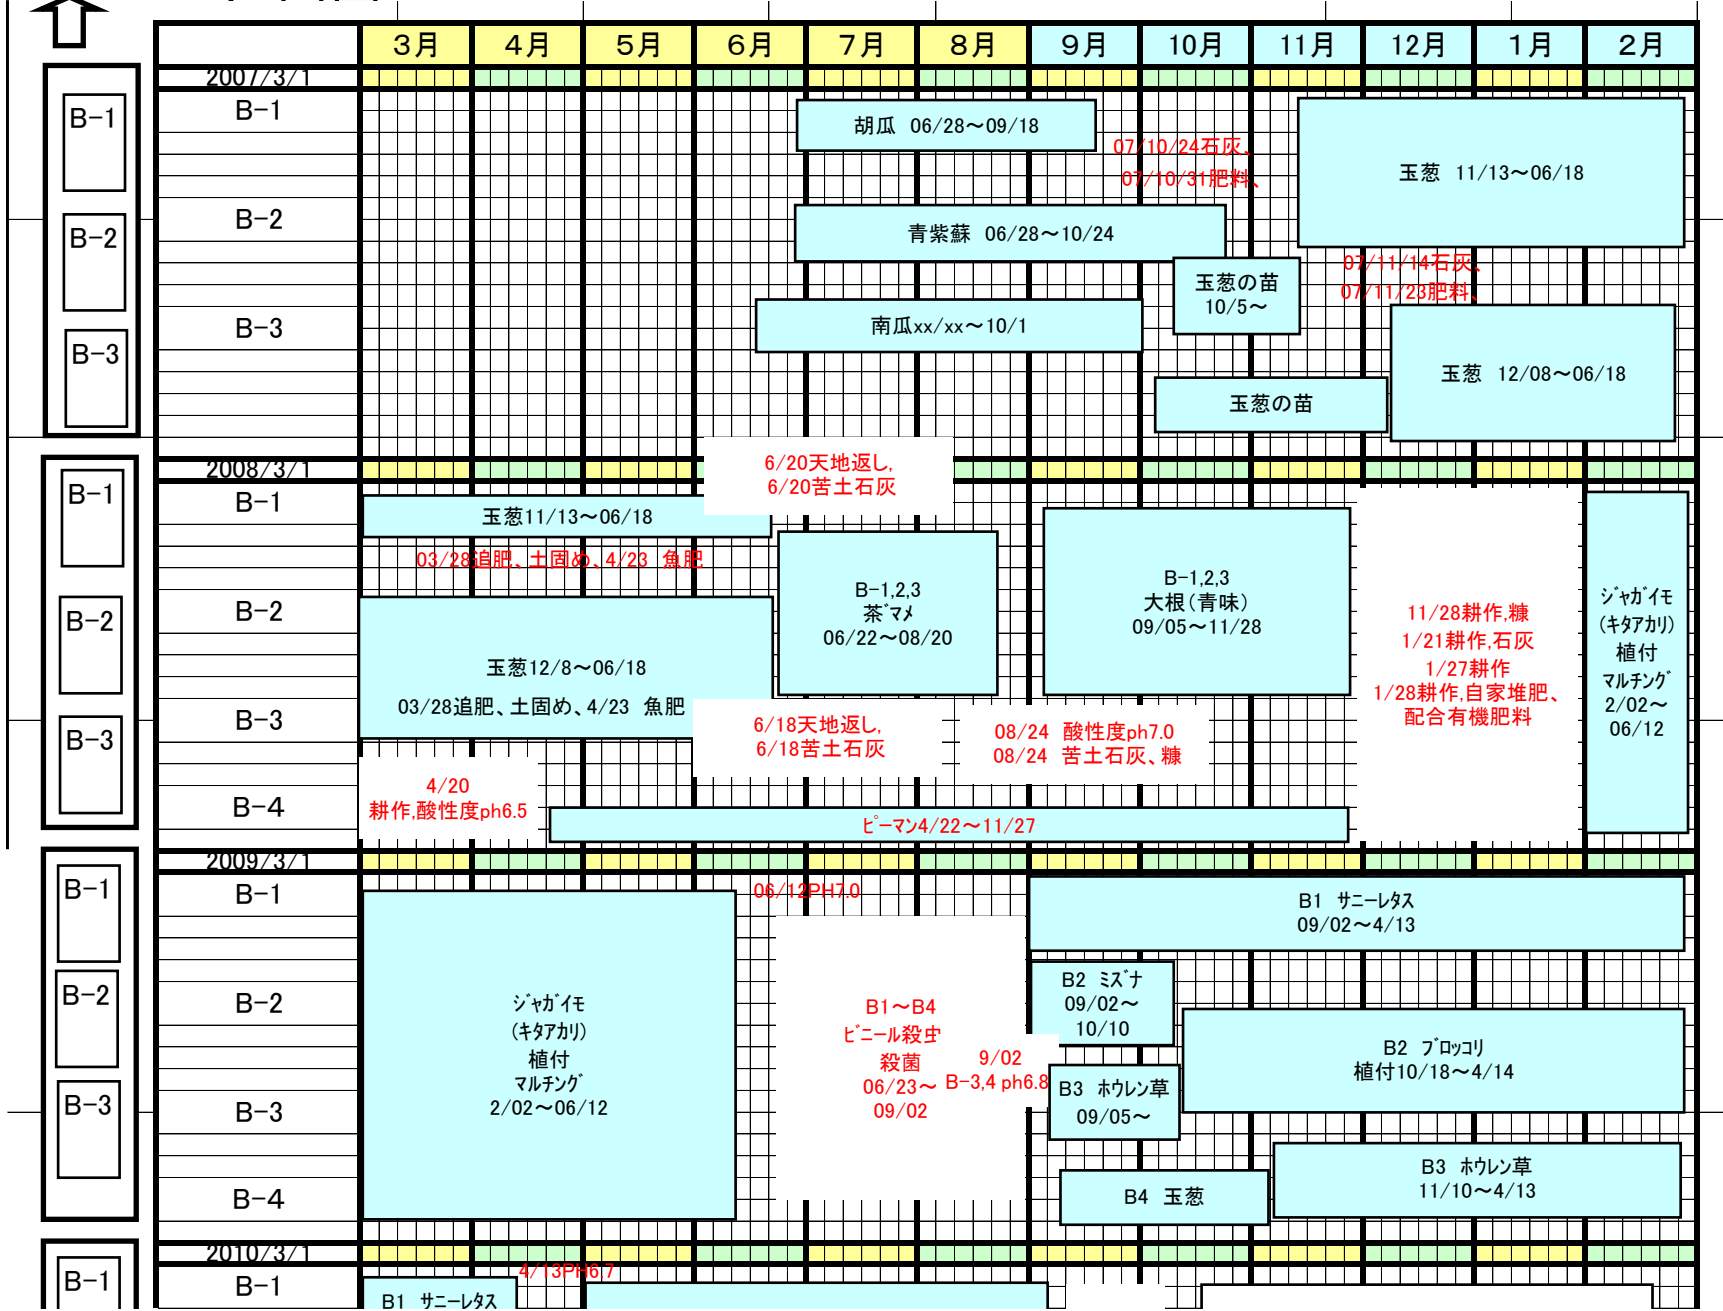 3月 4月 5月 6月 7月 8月 9月 10月 11月 12月 1月 2月
2007/3/1
B-1
B-2
B-3
B-1
B-2
B-3
胡瓜 06/28～09/18
07/10/24石灰、
07/10/31肥料、
玉葱 11/13～06/18
青紫蘇 06/28～10/24
玉葱の苗
10/5～
07/11/14石灰、
07/11/23肥料、
南瓜xx/xx～10/1
玉葱 12/08～06/18
玉葱の苗
2008/3/1
B-1
B-2
B-3
B-1
B-2
B-3
B-4
6/20天地返し,
6/20苦土石灰
玉葱11/13～06/18
03/28追肥、土固め、4/23 魚肥
B-1,2,3
茶ﾏﾒ
06/22～08/20
B-1,2,3
大根（青味）
09/05～11/28
11/28耕作,糠
1/21耕作,石灰
1/27耕作
1/28耕作,自家堆肥、
配合有機肥料
ｼﾞｬｶﾞｲﾓ
(ｷﾀｱｶﾘ)
植付
ﾏﾙﾁﾝｸﾞ
2/02～
06/12
玉葱12/8～06/18
03/28追肥、土固め、4/23 魚肥
6/18天地返し,
6/18苦土石灰
08/24 酸性度ph7.0
08/24 苦土石灰、糠
4/20
耕作,酸性度ph6.5
ﾋﾟｰﾏﾝ4/22～11/27
2009/3/1
B-1
B-2
B-3
B-1
B-2
B-3
B-4
06/12PH7.0
B1 ｻﾆｰﾚﾀｽ
09/02～4/13
ｼﾞｬｶﾞｲﾓ
(ｷﾀｱｶﾘ)
植付
ﾏﾙﾁﾝｸﾞ
2/02～06/12
B1～B4
ﾋﾞﾆｰﾙ殺虫
殺菌
06/23～
09/02
9/02
B-3,4 ph6.8
B2 ﾐｽﾞﾅ
09/02～
10/10
B2 ﾌﾞﾛｯｺﾘ
植付10/18～4/14
B3 ﾎｳﾚﾝ草
09/05～
B3 ﾎｳﾚﾝ草
11/10～4/13
B4 玉葱
2010/3/1
B-1
B-1
4/13PH6.7
B1 ｻﾆｰﾚﾀｽ